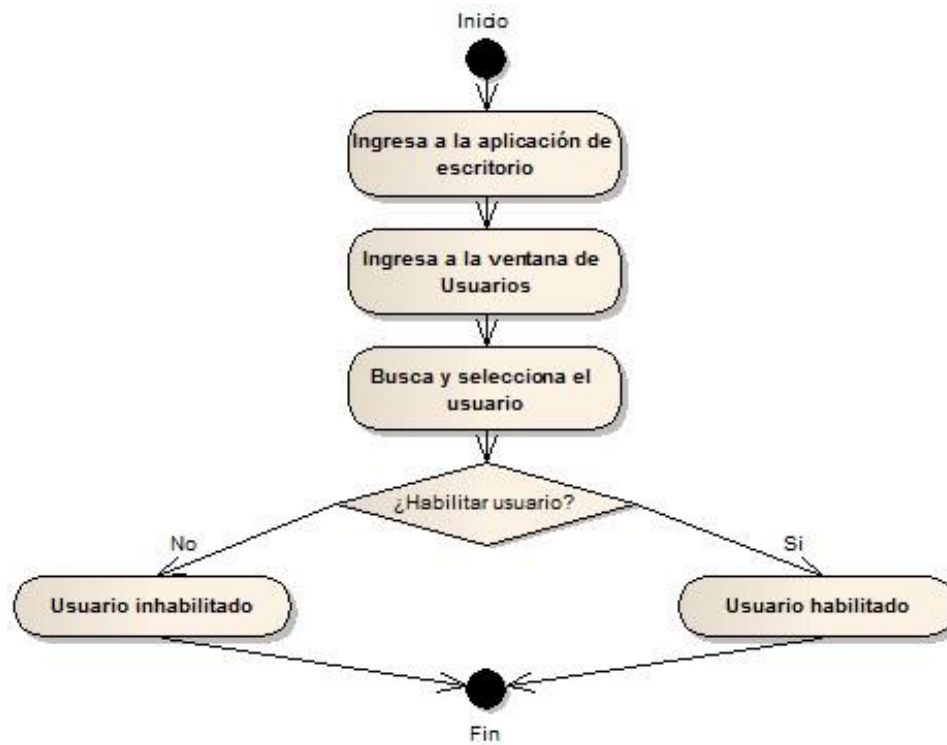 Inicio
Ingresa a la aplicación de
escritorio
Ingresa a la ventana de
Usuarios
Busca y selecciona el
usuario
¿Habilitar usuario?
No
Si
Usuario inhabilitado
Usuario habilitado
Fin